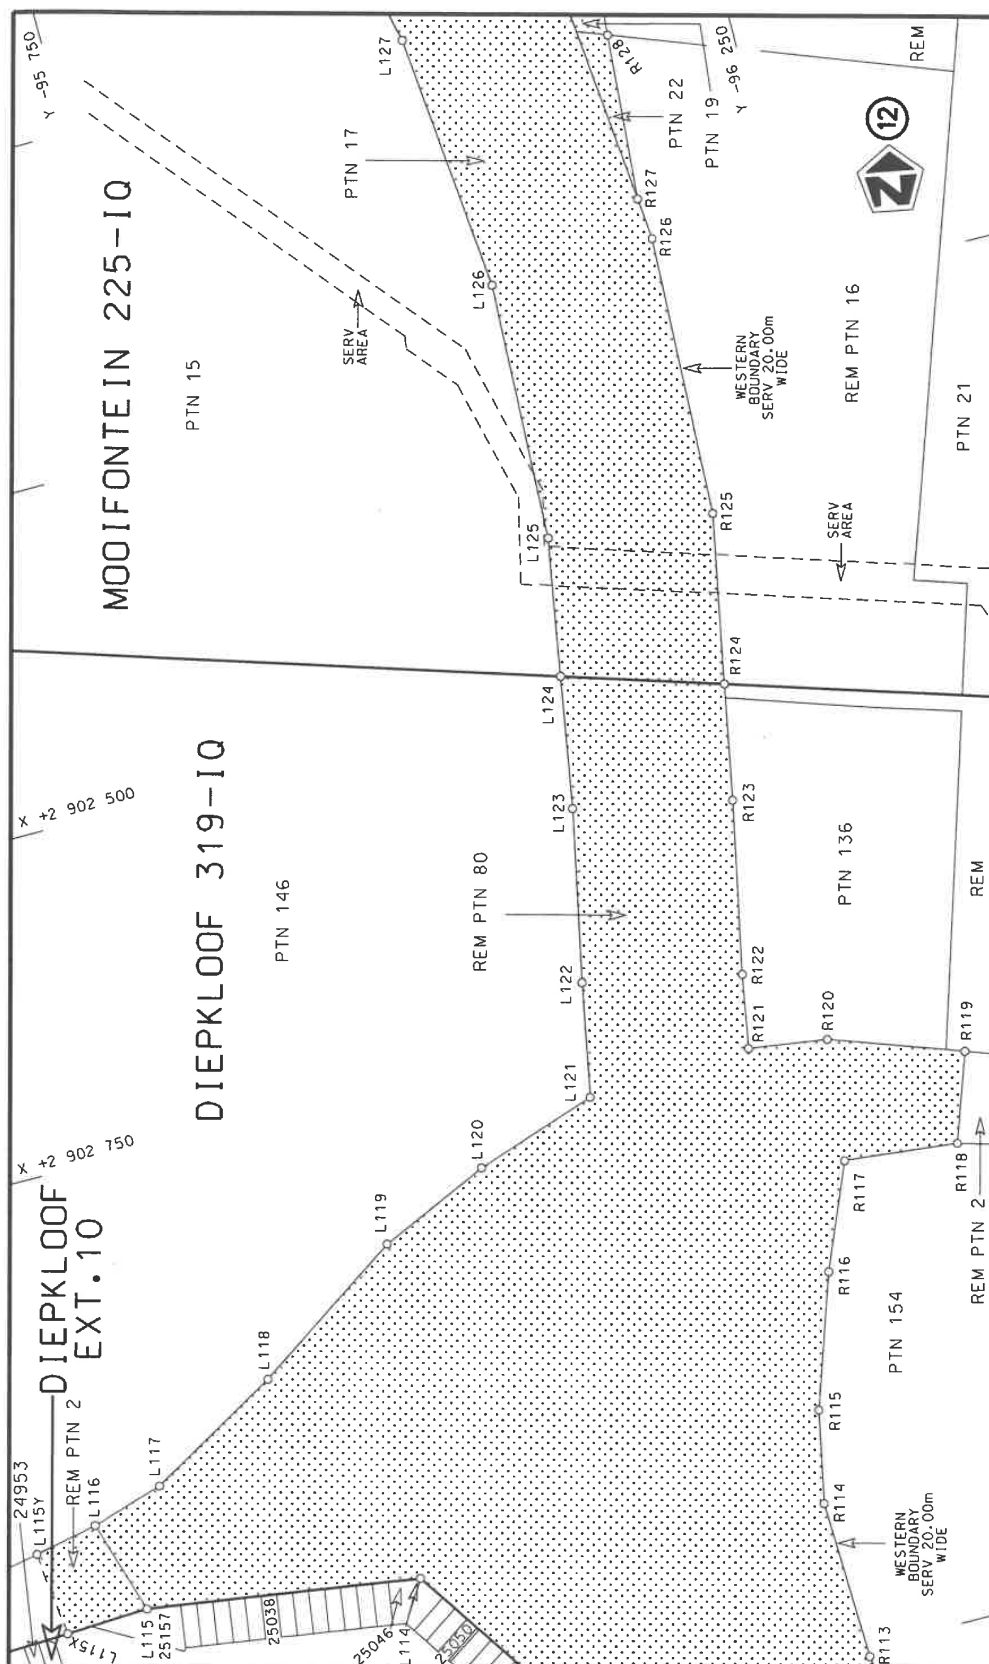 Y -95 750
L127
R128
Y -96 250
REM
PTN 22
PTN 19
12
N
PTN 17
MOOIFONTEIN 225-IQ
R127
R126
L126
SERV
AREA
PTN 15
WESTERN
BOUNDARY
SERV 20.00m
WIDE
REM PTN 16
PTN 21
L125
R125
SERV
AREA
L124
R124
X +2 902 500
DIEPKLOOF 319-IQ
L123
R123
PTN 146
REM PTN 80
PTN 136
REM
L122
R122
R121
R120
R119
L121
X +2 902 750
L120
R118
R117
DIEPKLOOF
EXT.10
L119
R116
REM PTN 2
L118
PTN 154
R115
24953
L115Y
REM PTN 2
L116
L117
R114
WESTERN
BOUNDARY
SERV 20.00m
WIDE
L115X
L115
25157
25038
25046
L114
25050
R113